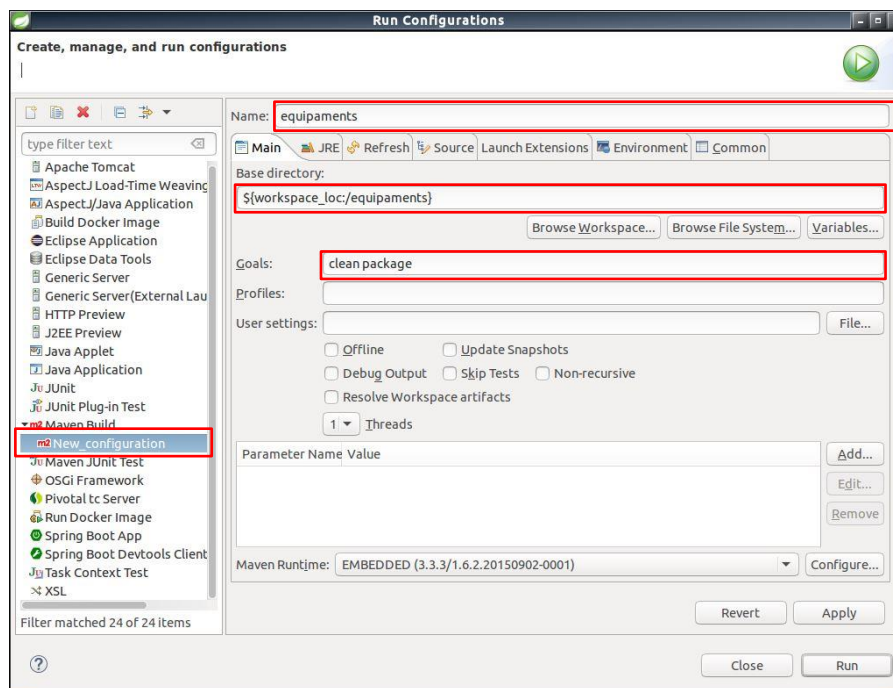 Run Configurations
Create, manage, and run configurations
type filter text
Apache Tomcat
AspectJ Load-Time Weaving
AspectJ/Java Application
Build Docker Image
Eclipse Application
Eclipse Data Tools
Generic Server
Generic Server(External Lau
HTTP Preview
J2EE Preview
Java Applet
Java Application
Ju JUnit
JUnit Plug-in Test
m2 Maven Build
m2 New_configuration
Ju Maven JUnit Test
OSGi Framework
Pivotal tc Server
Run Docker Image
Spring Boot App
Spring Boot Devtools Client
Ju Task Context Test
XSL
Filter matched 24 of 24 items
Name: equipaments
Main JRE Refresh Source Launch Extensions Environment Common
Base directory:
${workspace_loc:/equipaments}
Browse Workspace... Browse File System... Variables...
Goals: clean package
Profiles:
User settings: File...
Offline Update Snapshots
Debug Output Skip Tests Non-recursive
Resolve Workspace artifacts
1 Threads
Parameter Name Value Add...
Edit...
Remove
Maven Runtime: EMBEDDED (3.3.3/1.6.2.20150902-0001) Configure...
Revert Apply
? Close Run